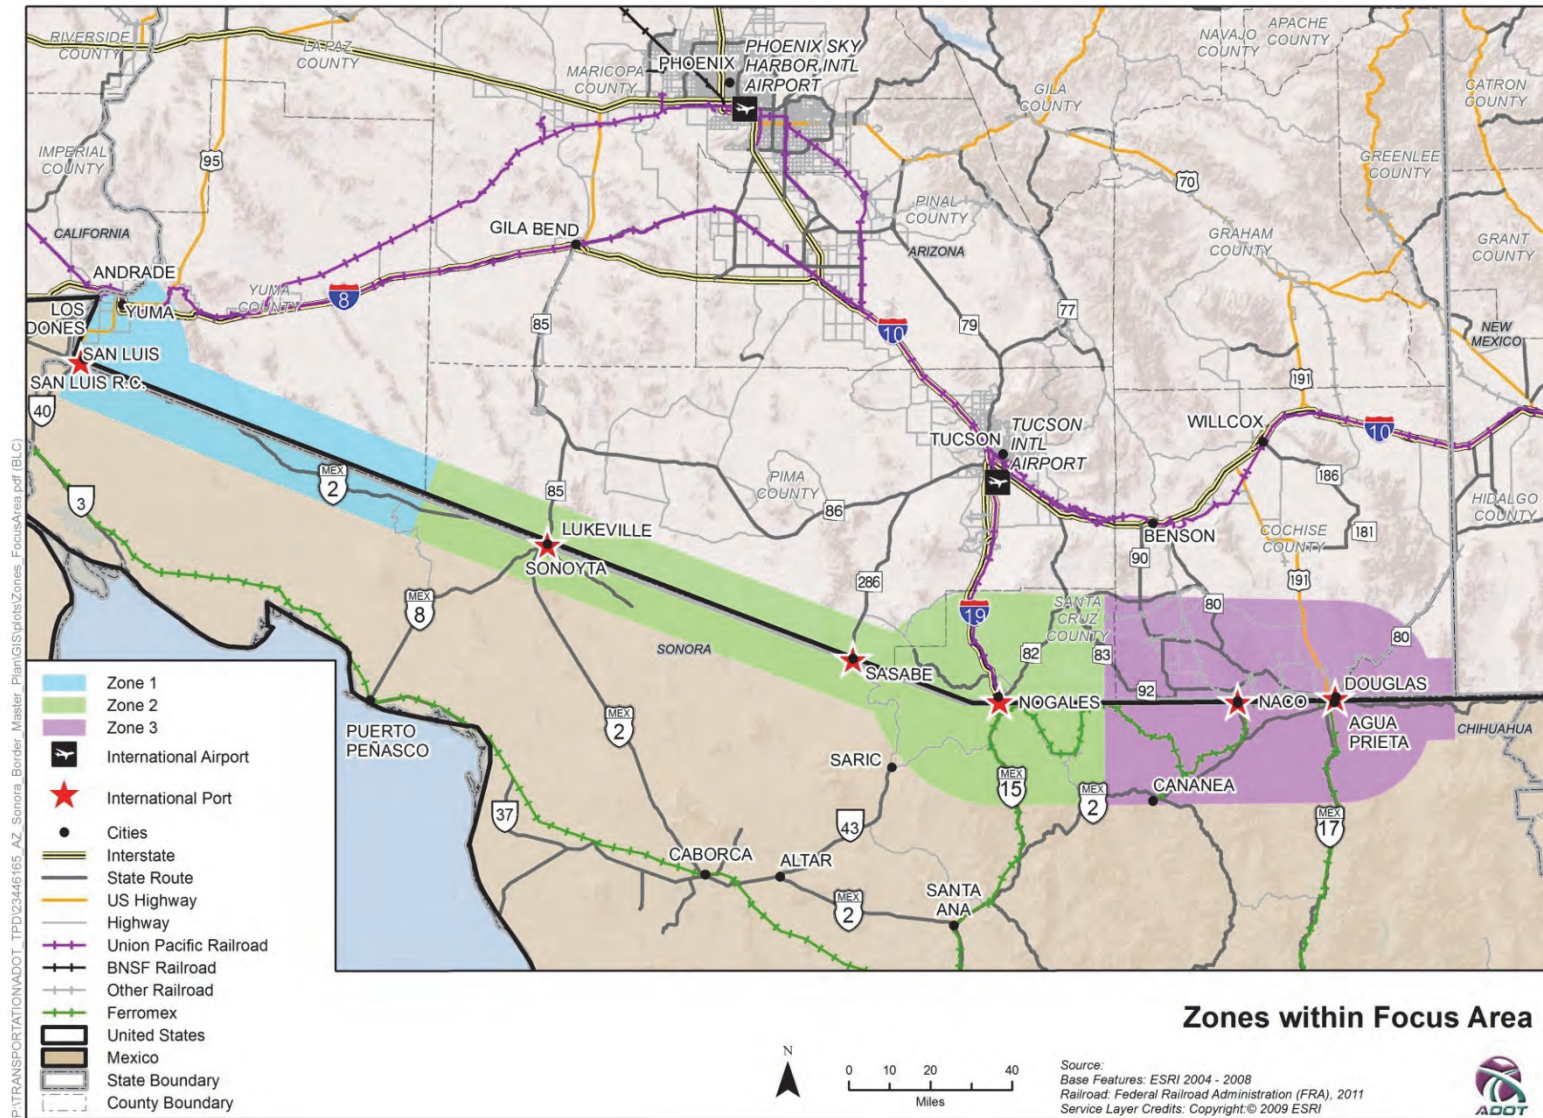 RIVERSIDE
COUNTY
LA PAZ
COUNTY
MARICOPA
COUNTY
PHOENIX
PHOENIX SKY
HARBOR INTL
AIRPORT
NAVAJO
COUNTY
APACHE
COUNTY
GILA
COUNTY
CATRON
COUNTY
IMPERIAL
COUNTY
95
GREENLEE
COUNTY
70
PINAL
COUNTY
CALIFORNIA
GILA BEND
ARIZONA
GRAHAM
COUNTY
GRANT
COUNTY
ANDRADE
YUMA
COUNTY
8
LOS
DONES
YUMA
85
10
79
77
NEW
MEXICO
SAN LUIS
SAN LUIS R.C.
40
191
WILLCOX
10
TUCSON
TUCSON
INTL
AIRPORT
MEX
2
3
PIMA
COUNTY
85
86
186
HIDALGO
COUNTY
181
LUKEVILLE
SONOYTA
BENSON
COCHISE
COUNTY
90
286
191
MEX
8
19
SANTA
CRUZ
COUNTY
80
80
SONORA
82
83
SASABE
92
NOGALES
NACO
DOUGLAS
AGUA
PRIETA
CHIHUAHUA
PUERTO
PEÑASCO
MEX
2
SARIC
MEX
15
MEX
2
CANANEA
37
43
MEX
17
CABORCA
ALTAR
MEX
2
SANTA
ANA
Zone 1
Zone 2
Zone 3
International Airport
International Port
Cities
Interstate
State Route
US Highway
Highway
Union Pacific Railroad
BNSF Railroad
Other Railroad
Ferromex
United States
Mexico
State Boundary
County Boundary
P:\TRANSPORTATION\ADOT_TPD\23446165_AZ_Sonora_Border_Master_Plan\GIS\plots\Zones_FocusArea.pdf (BLC)
Zones within Focus Area
N
0 10 20 40
Miles
Source:
Base Features: ESRI 2004 - 2008
Railroad: Federal Railroad Administration (FRA), 2011
Service Layer Credits: Copyright:© 2009 ESRI
ADOT